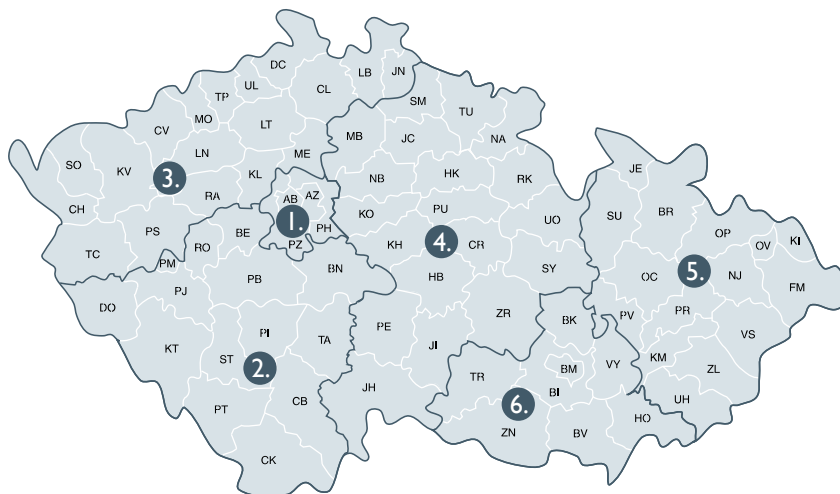 DC LB JN
TP UL CL SM
MO LT TU
CV MB JC NA
LN ME
SO KV 3. KL NB HK RK JE
CH RA AB AZ KO PU SU BR
PS 1. PH UO OP
TC RO BE PZ KH 4. CR OV KI
PM BN SY OC 5. NJ
PJ PB HB FM
DO ZR PV PR
PI BK VS
KT ST TA PE JI KM
2. TR BM VY ZL
PT CB JH BI UH
6. HO
CK ZN BV